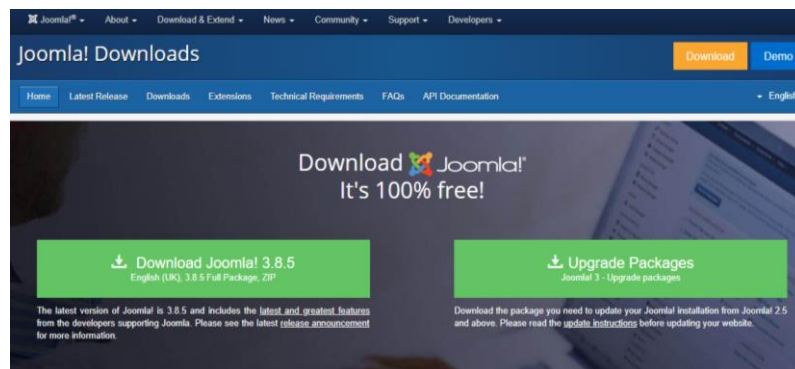 Joomla!® About Download & Extend News Community Support Developers
Joomla! Downloads
Download Demo
Home Latest Release Downloads Extensions Technical Requirements FAQs API Documentation English
Download Joomla!®
It's 100% free!
Download Joomla! 3.8.5
English (UK), 3.8.5 Full Package, ZIP
The latest version of Joomla! is 3.8.5 and includes the latest and greatest features
from the developers supporting Joomla. Please see the latest release announcement
for more information.
Upgrade Packages
Joomla! 3 - Upgrade packages
Download the package you need to update your Joomla! installation from Joomla! 2.5
and above. Please read the update instructions before updating your website.